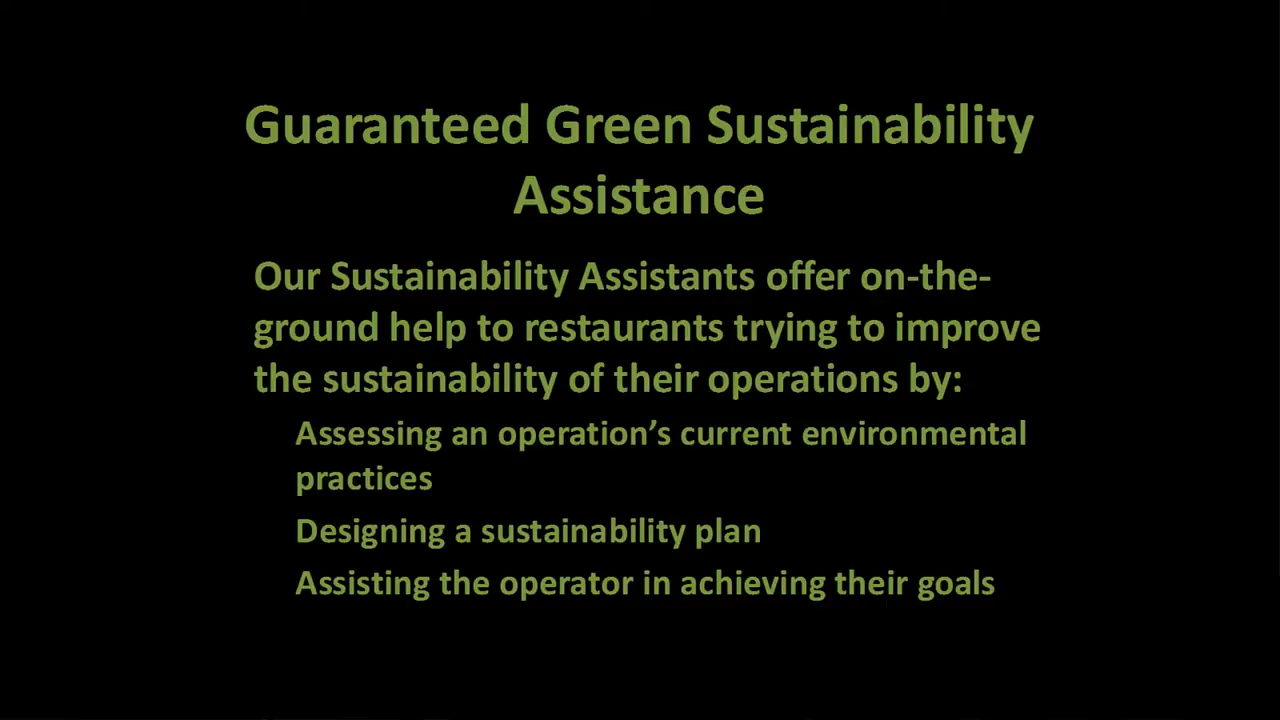 Guaranteed Green Sustainability
Assistance
Our Sustainability Assistants offer on-the-
ground help to restaurants trying to improve
the sustainability of their operations by:
Assessing an operation’s current environmental
practices
Designing a sustainability plan
Assisting the operator in achieving their goals